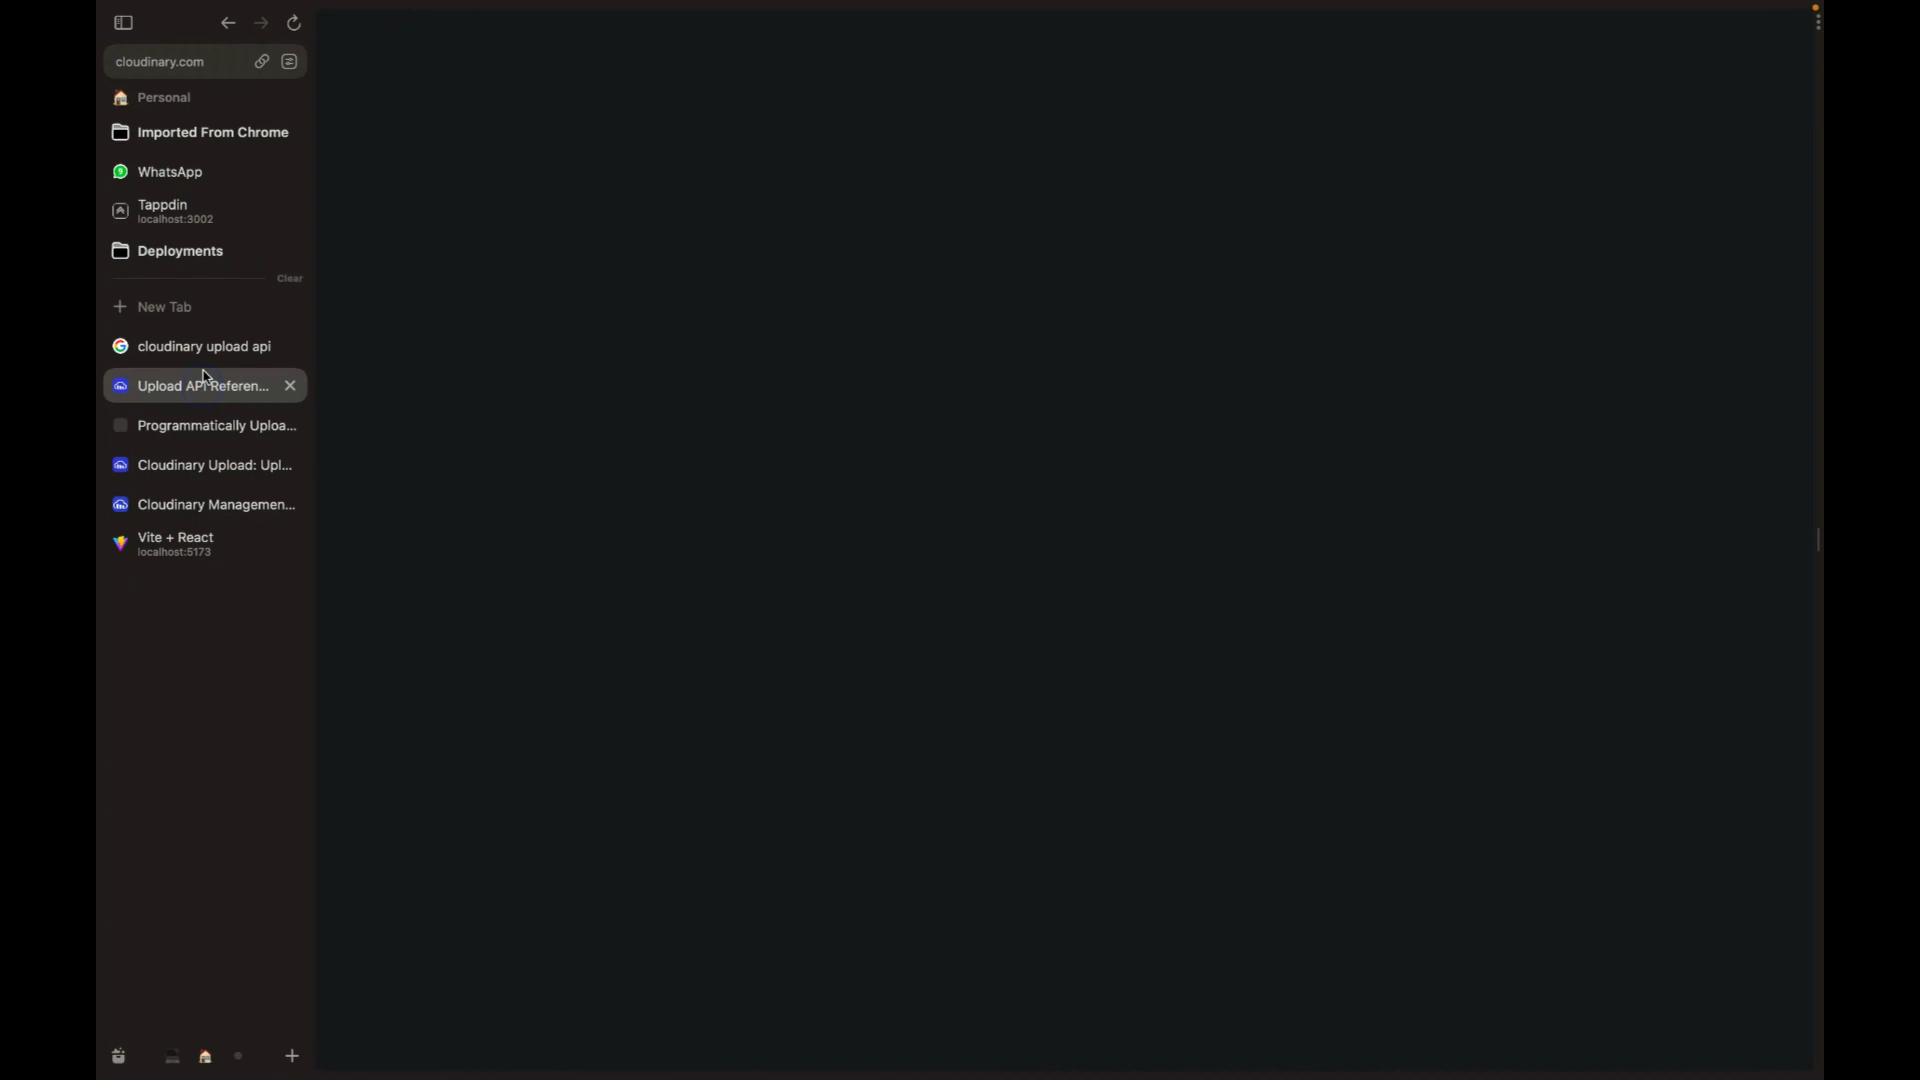 cloudinary.com
Personal
Imported From Chrome
WhatsApp
Tappdin
localhost:3002
Deployments
Clear
New Tab
cloudinary upload api
Upload API Referen...
Programmatically Uploa...
Cloudinary Upload: Upl...
Cloudinary Managemen...
Vite + React
localhost:5173